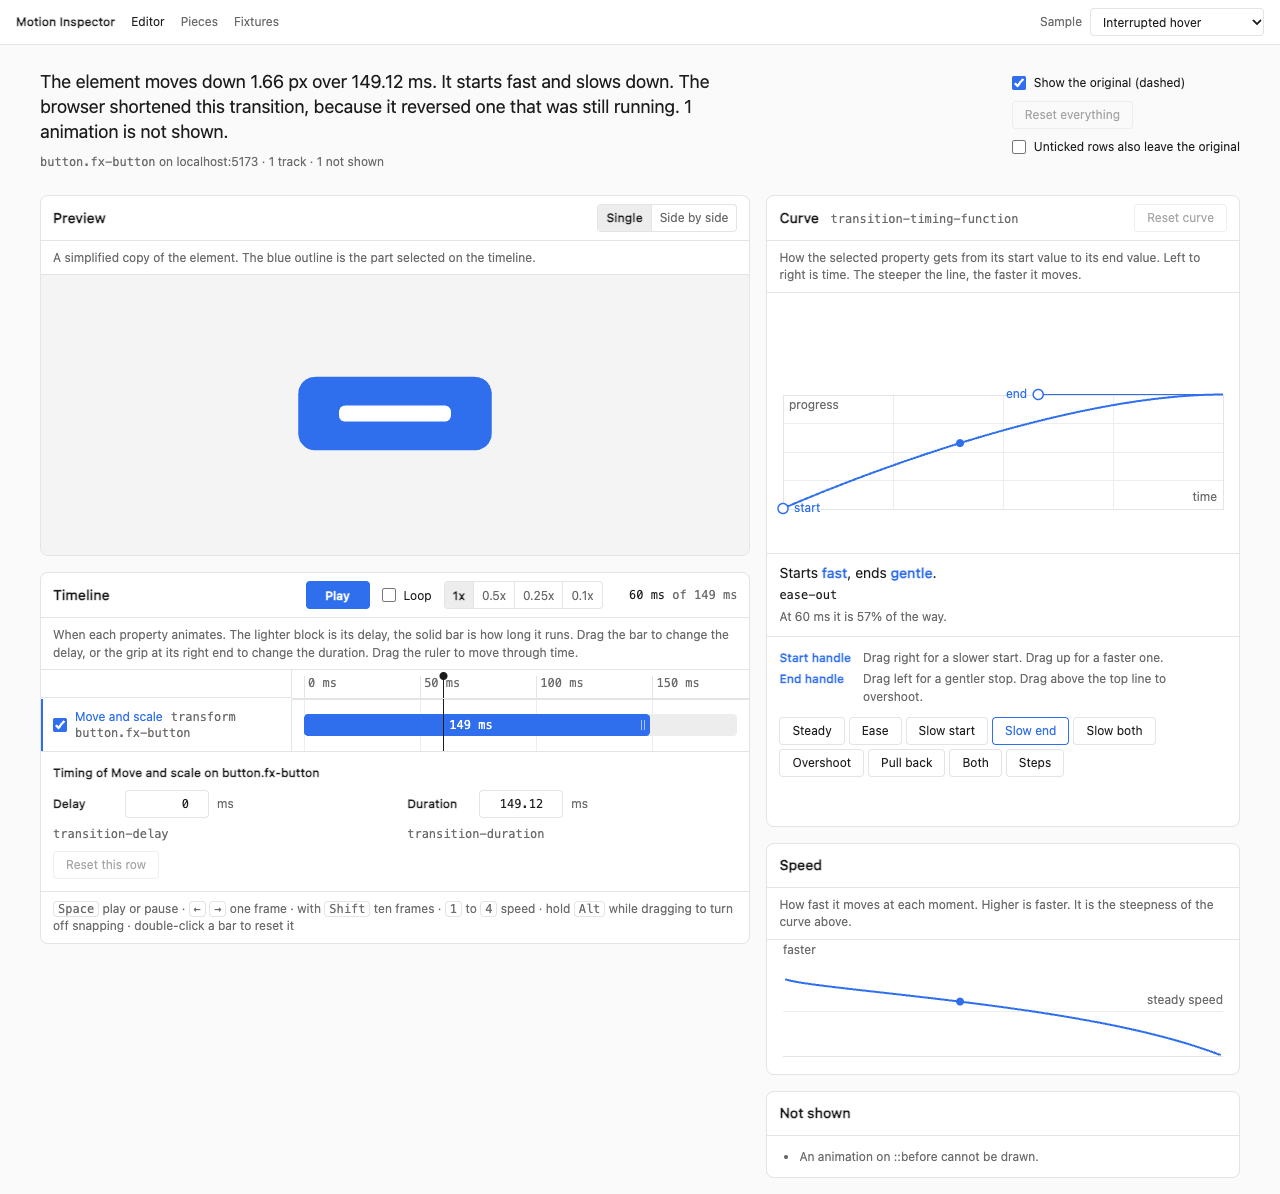 Motion Inspector Editor Pieces Fixtures Sample Interrupted hover
The element moves down 1.66 px over 149.12 ms. It starts fast and slows down. The
browser shortened this transition, because it reversed one that was still running. 1
animation is not shown.
button.fx-button on localhost:5173 · 1 track · 1 not shown
Show the original (dashed)
Reset everything
Unticked rows also leave the original
Preview Single Side by side
A simplified copy of the element. The blue outline is the part selected on the timeline.
Timeline Play Loop 1x 0.5x 0.25x 0.1x 60 ms of 149 ms
When each property animates. The lighter block is its delay, the solid bar is how long it runs. Drag the bar to change the
delay, or the grip at its right end to change the duration. Drag the ruler to move through time.
0 ms 50 ms 100 ms 150 ms
Move and scale transform
button.fx-button
149 ms
Timing of Move and scale on button.fx-button
Delay 0 ms Duration 149.12 ms
transition-delay transition-duration
Reset this row
Space play or pause · ← → one frame · with Shift ten frames · 1 to 4 speed · hold Alt while dragging to turn
off snapping · double-click a bar to reset it
Curve transition-timing-function Reset curve
How the selected property gets from its start value to its end value. Left to
right is time. The steeper the line, the faster it moves.
end
progress
time
start
Starts fast, ends gentle.
ease-out
At 60 ms it is 57% of the way.
Start handle Drag right for a slower start. Drag up for a faster one.
End handle Drag left for a gentler stop. Drag above the top line to
overshoot.
Steady Ease Slow start Slow end Slow both
Overshoot Pull back Both Steps
Speed
How fast it moves at each moment. Higher is faster. It is the steepness of the
curve above.
faster
steady speed
Not shown
• An animation on ::before cannot be drawn.